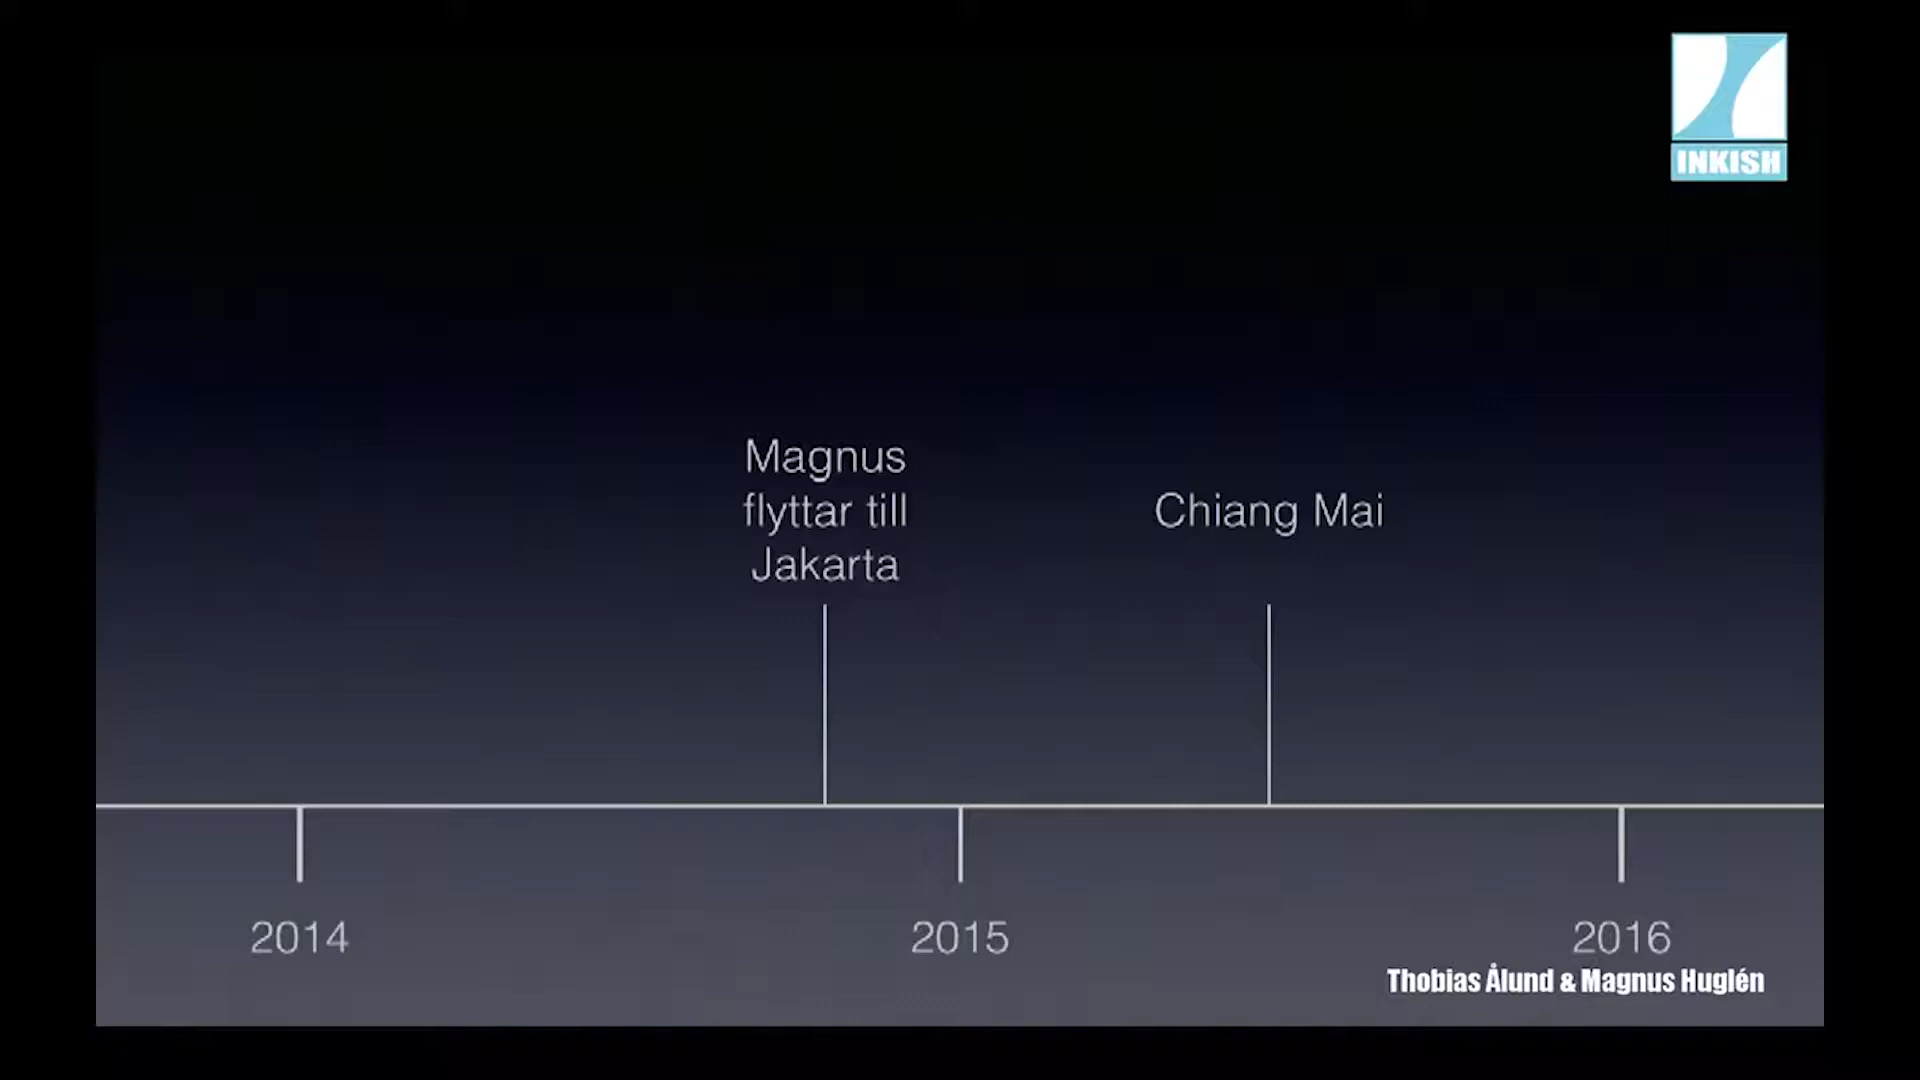 INKISH
Magnus
flyttar till
Jakarta
Chiang Mai
2014
2015
2016
Thobias Ålund & Magnus Huglén